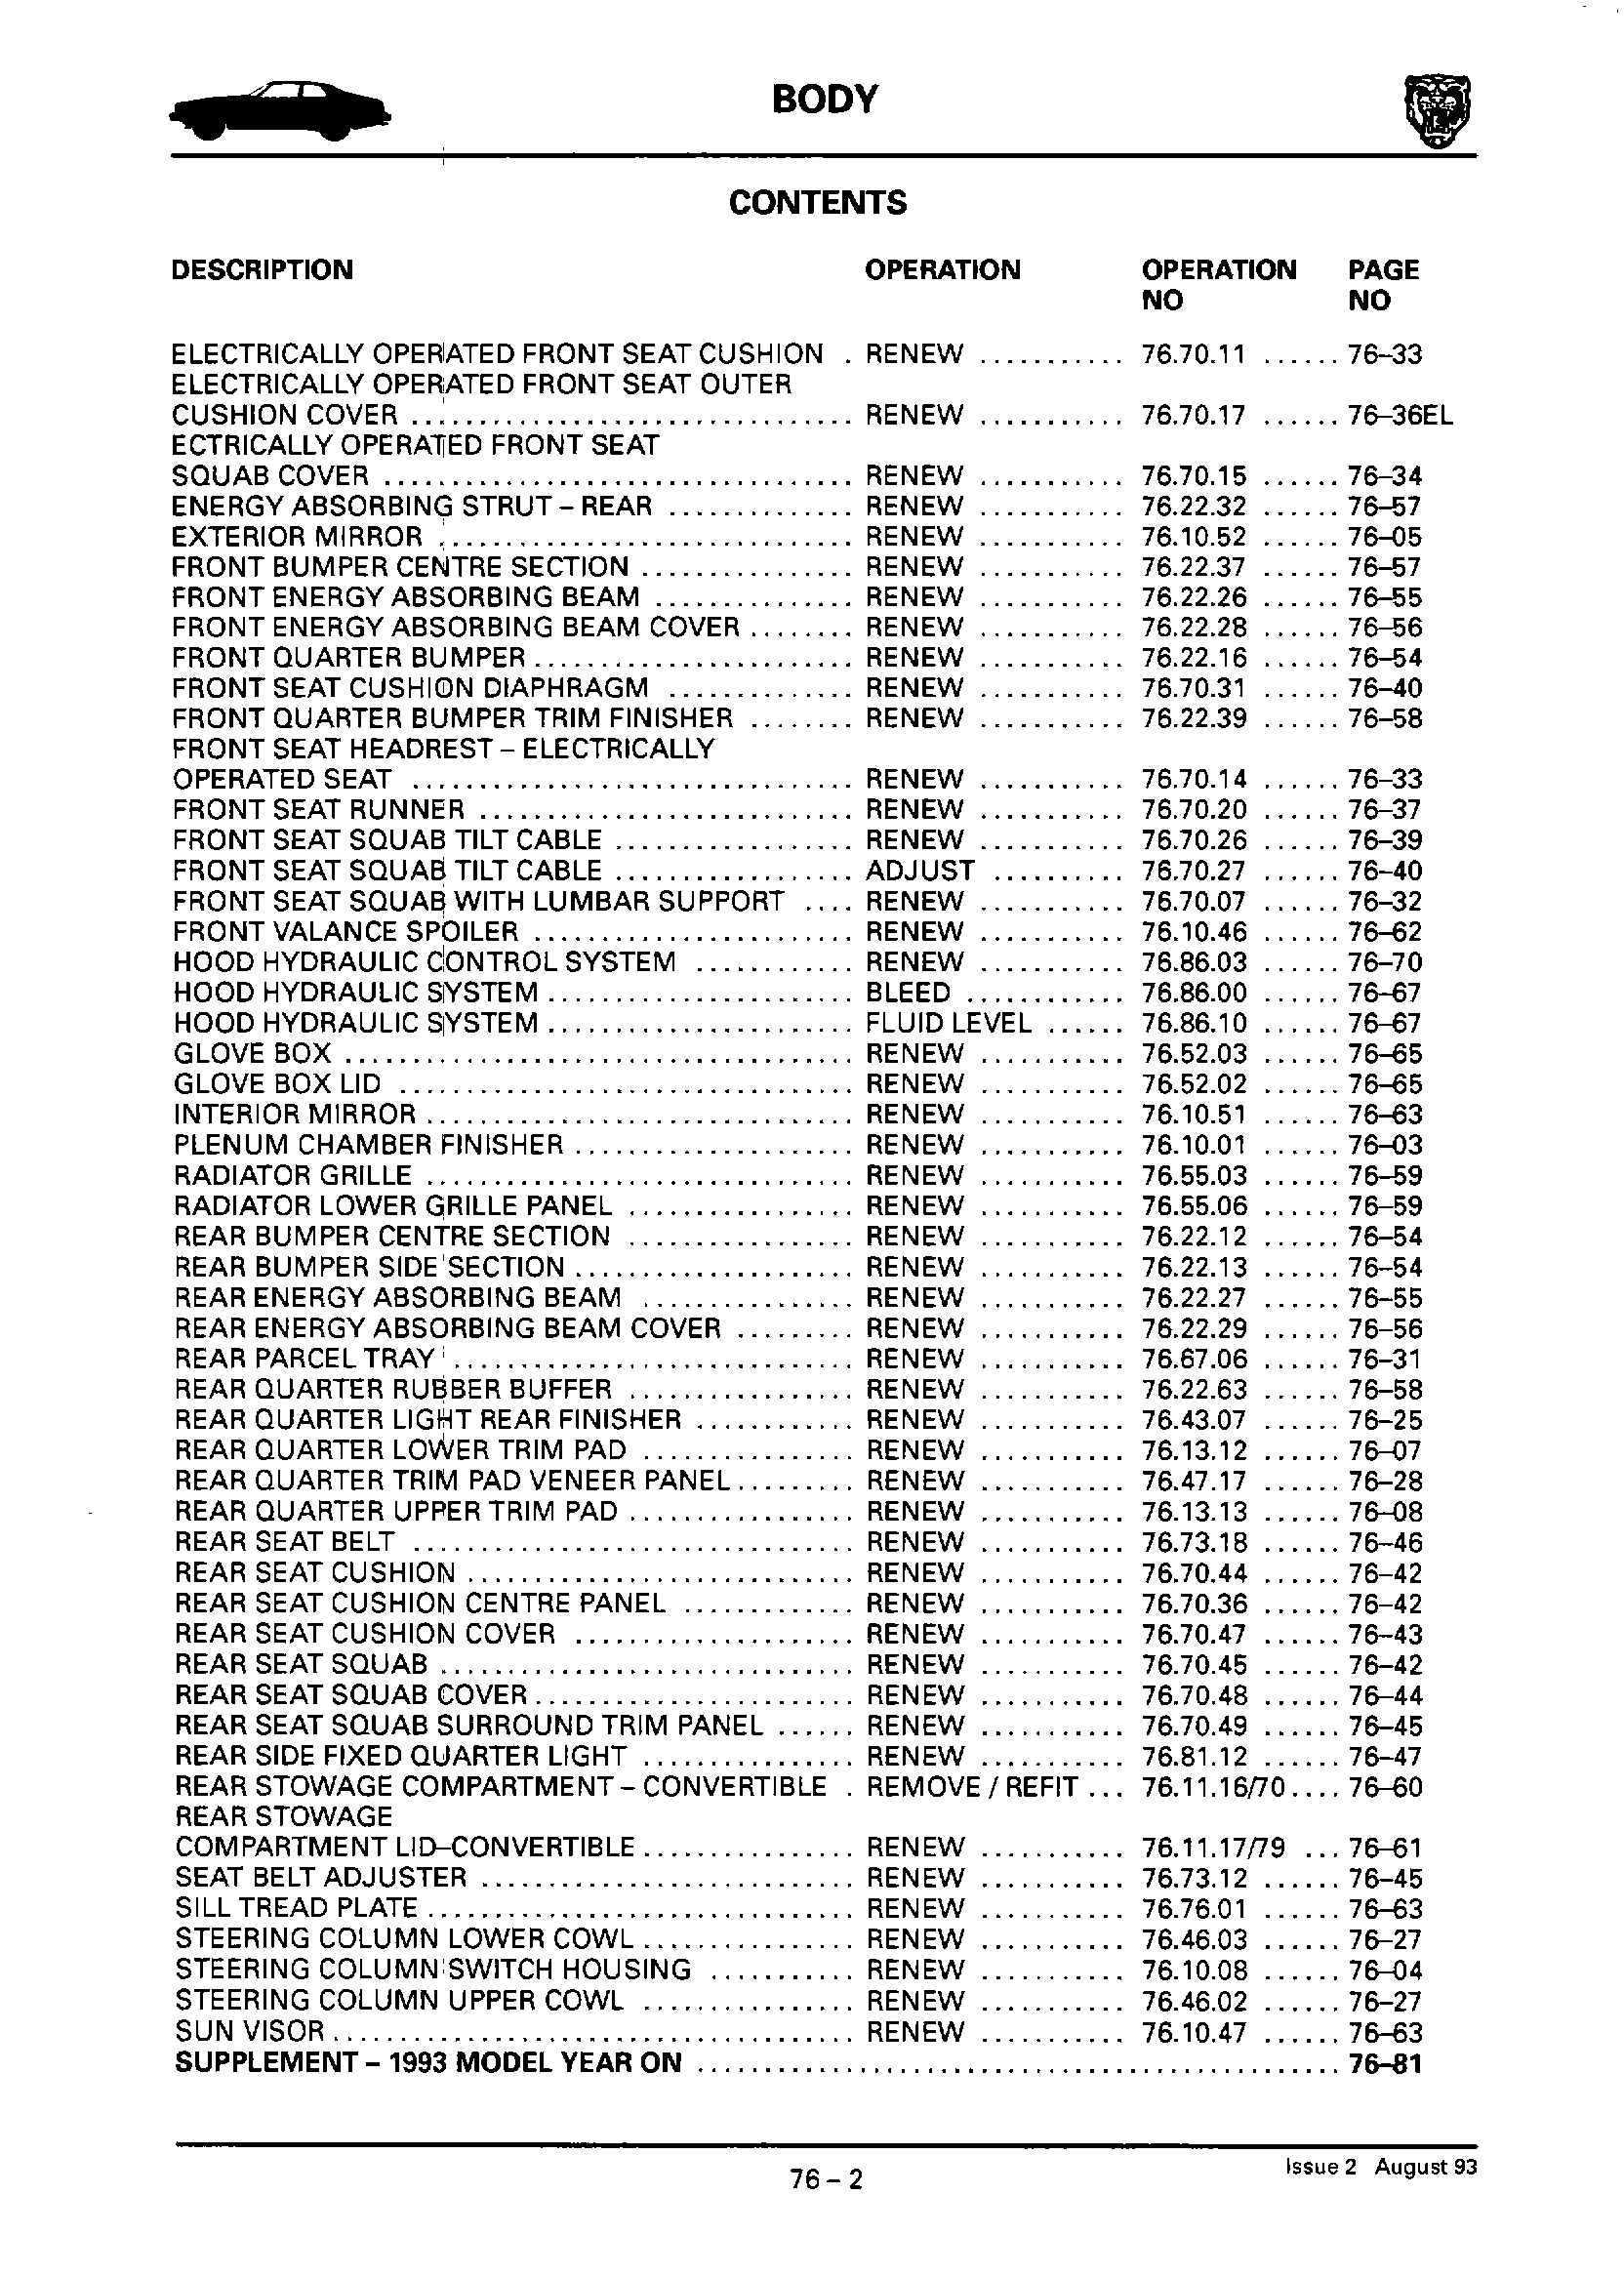 BODY
CONTENTS
DESCRIPTION OPERATION OPERATION PAGE
NO NO
ELECTRICALLY OPERATED FRONT SEAT CUSHION . RENEW ........... 76.70.11 ...... 76–33
ELECTRICALLY OPERATED FRONT SEAT OUTER
CUSHION COVER ................................. RENEW ........... 76.70.17 ...... 76–36EL
ECTRICALLY OPERATED FRONT SEAT
SQUAB COVER ................................... RENEW ........... 76.70.15 ...... 76–34
ENERGY ABSORBING STRUT – REAR .............. RENEW ........... 76.22.32 ...... 76–57
EXTERIOR MIRROR ............................... RENEW ........... 76.10.52 ...... 76–05
FRONT BUMPER CENTRE SECTION ................ RENEW ........... 76.22.37 ...... 76–57
FRONT ENERGY ABSORBING BEAM ............... RENEW ........... 76.22.26 ...... 76–55
FRONT ENERGY ABSORBING BEAM COVER ........ RENEW ........... 76.22.28 ...... 76–56
FRONT QUARTER BUMPER ........................ RENEW ........... 76.22.16 ...... 76–54
FRONT SEAT CUSHION DIAPHRAGM .............. RENEW ........... 76.70.31 ...... 76–40
FRONT QUARTER BUMPER TRIM FINISHER ........ RENEW ........... 76.22.39 ...... 76–58
FRONT SEAT HEADREST – ELECTRICALLY
OPERATED SEAT ................................. RENEW ........... 76.70.14 ...... 76–33
FRONT SEAT RUNNER ............................ RENEW ........... 76.70.20 ...... 76–37
FRONT SEAT SQUAB TILT CABLE .................. RENEW ........... 76.70.26 ...... 76–39
FRONT SEAT SQUAB TILT CABLE .................. ADJUST .......... 76.70.27 ...... 76–40
FRONT SEAT SQUAB WITH LUMBAR SUPPORT .... RENEW ........... 76.70.07 ...... 76–32
FRONT VALANCE SPOILER ........................ RENEW ........... 76.10.46 ...... 76–62
HOOD HYDRAULIC CONTROL SYSTEM ............ RENEW ........... 76.86.03 ...... 76–70
HOOD HYDRAULIC SYSTEM ....................... BLEED ............ 76.86.00 ...... 76–67
HOOD HYDRAULIC SYSTEM ....................... FLUID LEVEL ...... 76.86.10 ...... 76–67
GLOVE BOX ...................................... RENEW ........... 76.52.03 ...... 76–65
GLOVE BOX LID .................................. RENEW ........... 76.52.02 ...... 76–65
INTERIOR MIRROR ................................ RENEW ........... 76.10.51 ...... 76–63
PLENUM CHAMBER FINISHER ..................... RENEW ........... 76.10.01 ...... 76–03
RADIATOR GRILLE ................................ RENEW ........... 76.55.03 ...... 76–59
RADIATOR LOWER GRILLE PANEL ................. RENEW ........... 76.55.06 ...... 76–59
REAR BUMPER CENTRE SECTION ................. RENEW ........... 76.22.12 ...... 76–54
REAR BUMPER SIDE SECTION ..................... RENEW ........... 76.22.13 ...... 76–54
REAR ENERGY ABSORBING BEAM ................ RENEW ........... 76.22.27 ...... 76–55
REAR ENERGY ABSORBING BEAM COVER ......... RENEW ........... 76.22.29 ...... 76–56
REAR PARCEL TRAY .............................. RENEW ........... 76.67.06 ...... 76–31
REAR QUARTER RUBBER BUFFER ................. RENEW ........... 76.22.63 ...... 76–58
REAR QUARTER LIGHT REAR FINISHER ............ RENEW ........... 76.43.07 ...... 76–25
REAR QUARTER LOWER TRIM PAD ................ RENEW ........... 76.13.12 ...... 76–07
REAR QUARTER TRIM PAD VENEER PANEL ......... RENEW ........... 76.47.17 ...... 76–28
REAR QUARTER UPPER TRIM PAD ................. RENEW ........... 76.13.13 ...... 76–08
REAR SEAT BELT ................................. RENEW ........... 76.73.18 ...... 76–46
REAR SEAT CUSHION ............................. RENEW ........... 76.70.44 ...... 76–42
REAR SEAT CUSHION CENTRE PANEL ............. RENEW ........... 76.70.36 ...... 76–42
REAR SEAT CUSHION COVER ..................... RENEW ........... 76.70.47 ...... 76–43
REAR SEAT SQUAB ............................... RENEW ........... 76.70.45 ...... 76–42
REAR SEAT SQUAB COVER ........................ RENEW ........... 76.70.48 ...... 76–44
REAR SEAT SQUAB SURROUND TRIM PANEL ...... RENEW ........... 76.70.49 ...... 76–45
REAR SIDE FIXED QUARTER LIGHT ................ RENEW ........... 76.81.12 ...... 76–47
REAR STOWAGE COMPARTMENT – CONVERTIBLE . REMOVE / REFIT ... 76.11.16/70 .... 76–60
REAR STOWAGE
COMPARTMENT LID–CONVERTIBLE ................ RENEW ........... 76.11.17/79 ... 76–61
SEAT BELT ADJUSTER ............................ RENEW ........... 76.73.12 ...... 76–45
SILL TREAD PLATE ................................ RENEW ........... 76.76.01 ...... 76–63
STEERING COLUMN LOWER COWL ................ RENEW ........... 76.46.03 ...... 76–27
STEERING COLUMN SWITCH HOUSING ........... RENEW ........... 76.10.08 ...... 76–04
STEERING COLUMN UPPER COWL ................ RENEW ........... 76.46.02 ...... 76–27
SUN VISOR ....................................... RENEW ........... 76.10.47 ...... 76–63
SUPPLEMENT – 1993 MODEL YEAR ON ................................................ 76–81
76 – 2
Issue 2 August 93